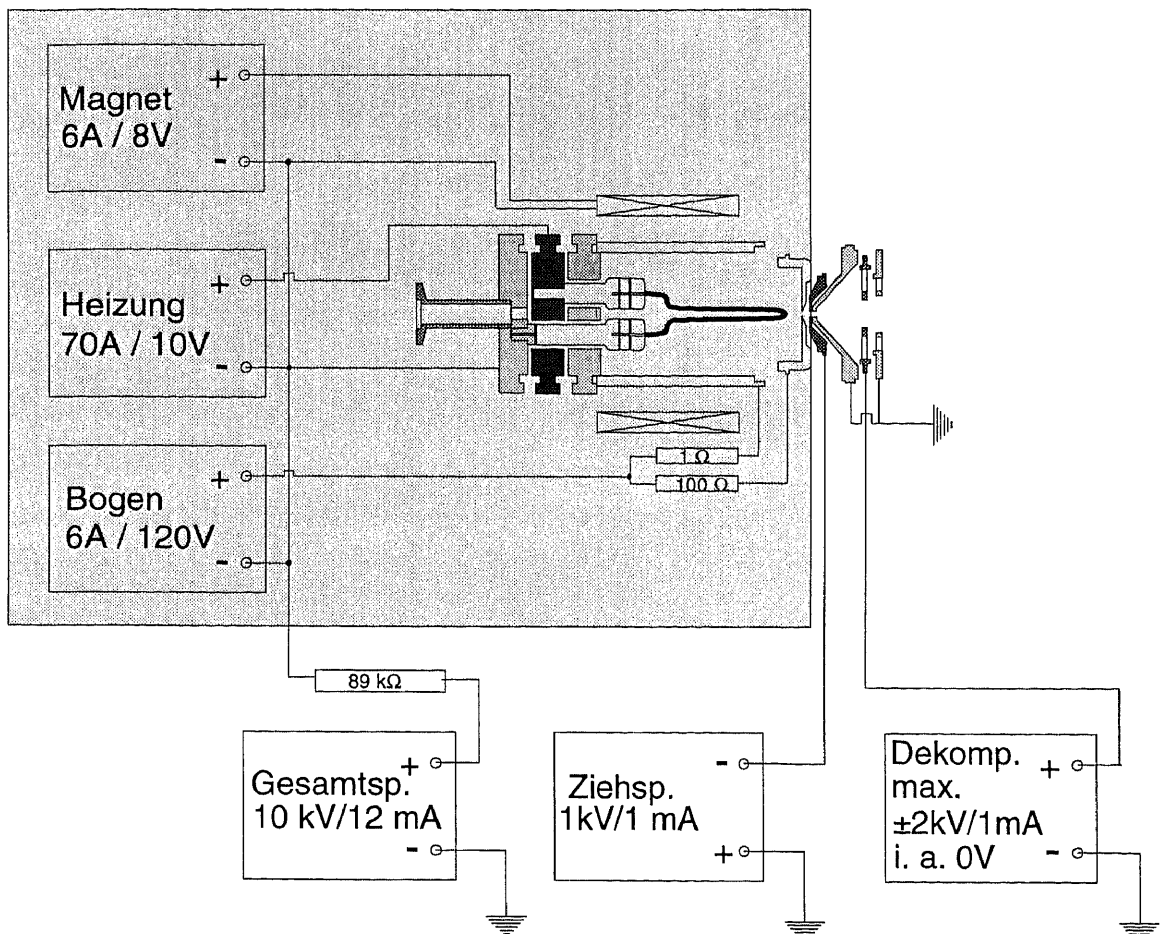 Magnet
6A / 8V
+
-
Heizung
70A / 10V
+
-
Bogen
6A / 120V
+
-
1 Ω
100 Ω
89 kΩ
Gesamtsp.
10 kV/12 mA
+
-
Ziehsp.
1kV/1 mA
-
+
Dekomp.
max.
±2kV/1mA
i. a. 0V
+
-